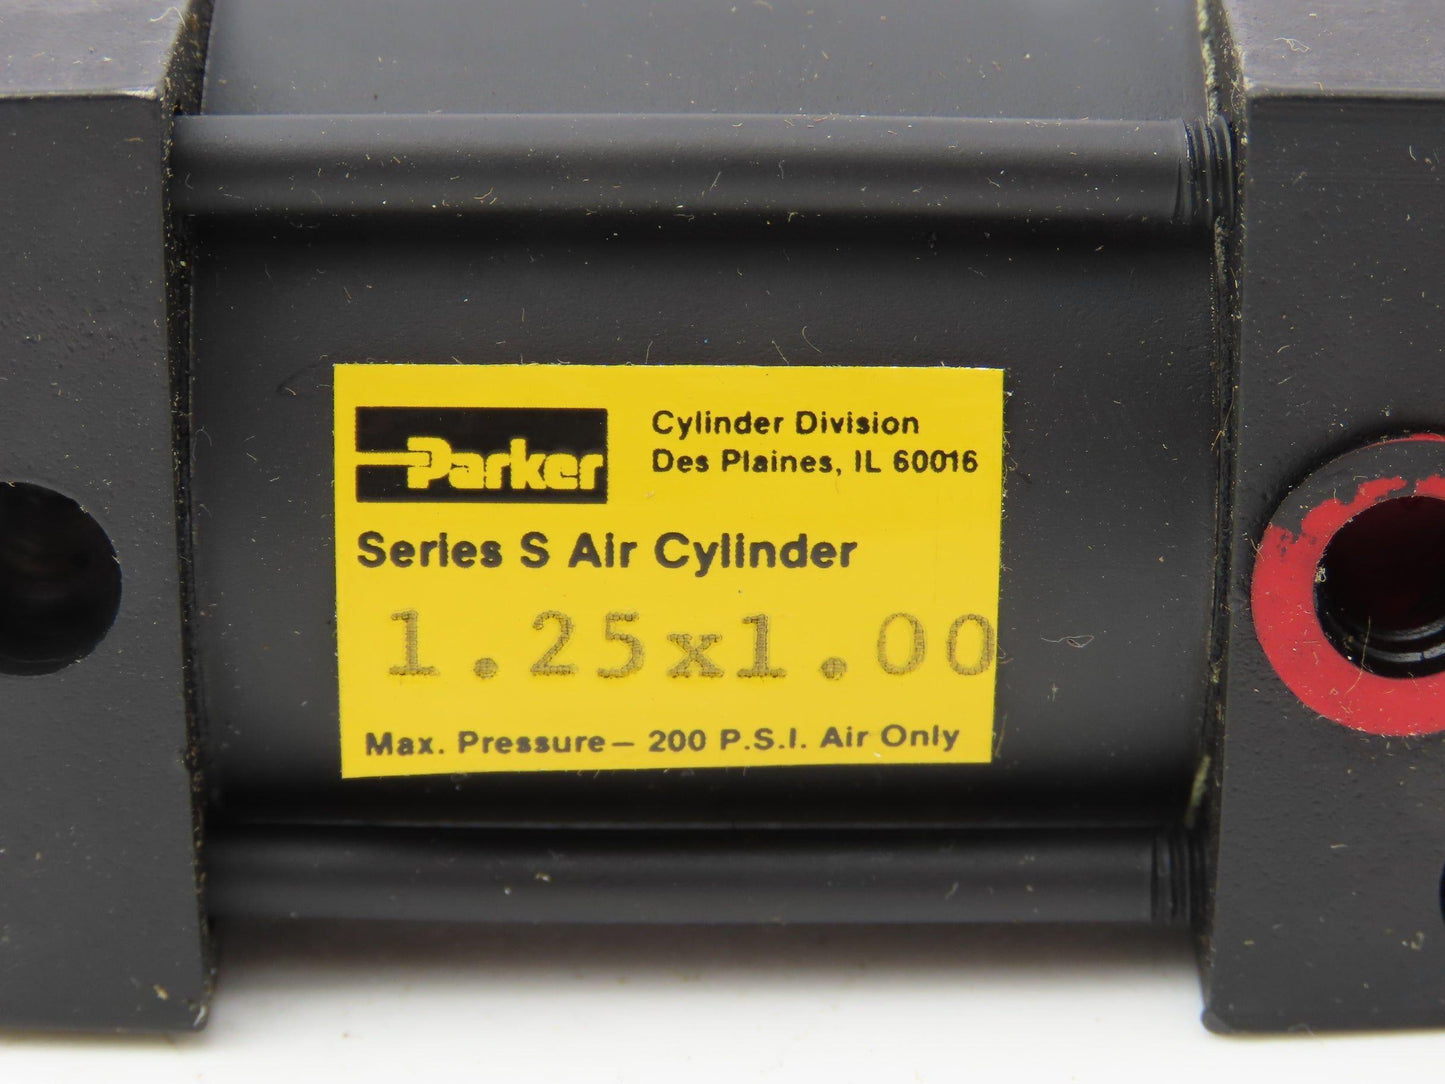 Parker
Cylinder Division
Des Plaines, IL 60016
Series S Air Cylinder
1.25x1.00
Max. Pressure — 200 P.S.I. Air Only